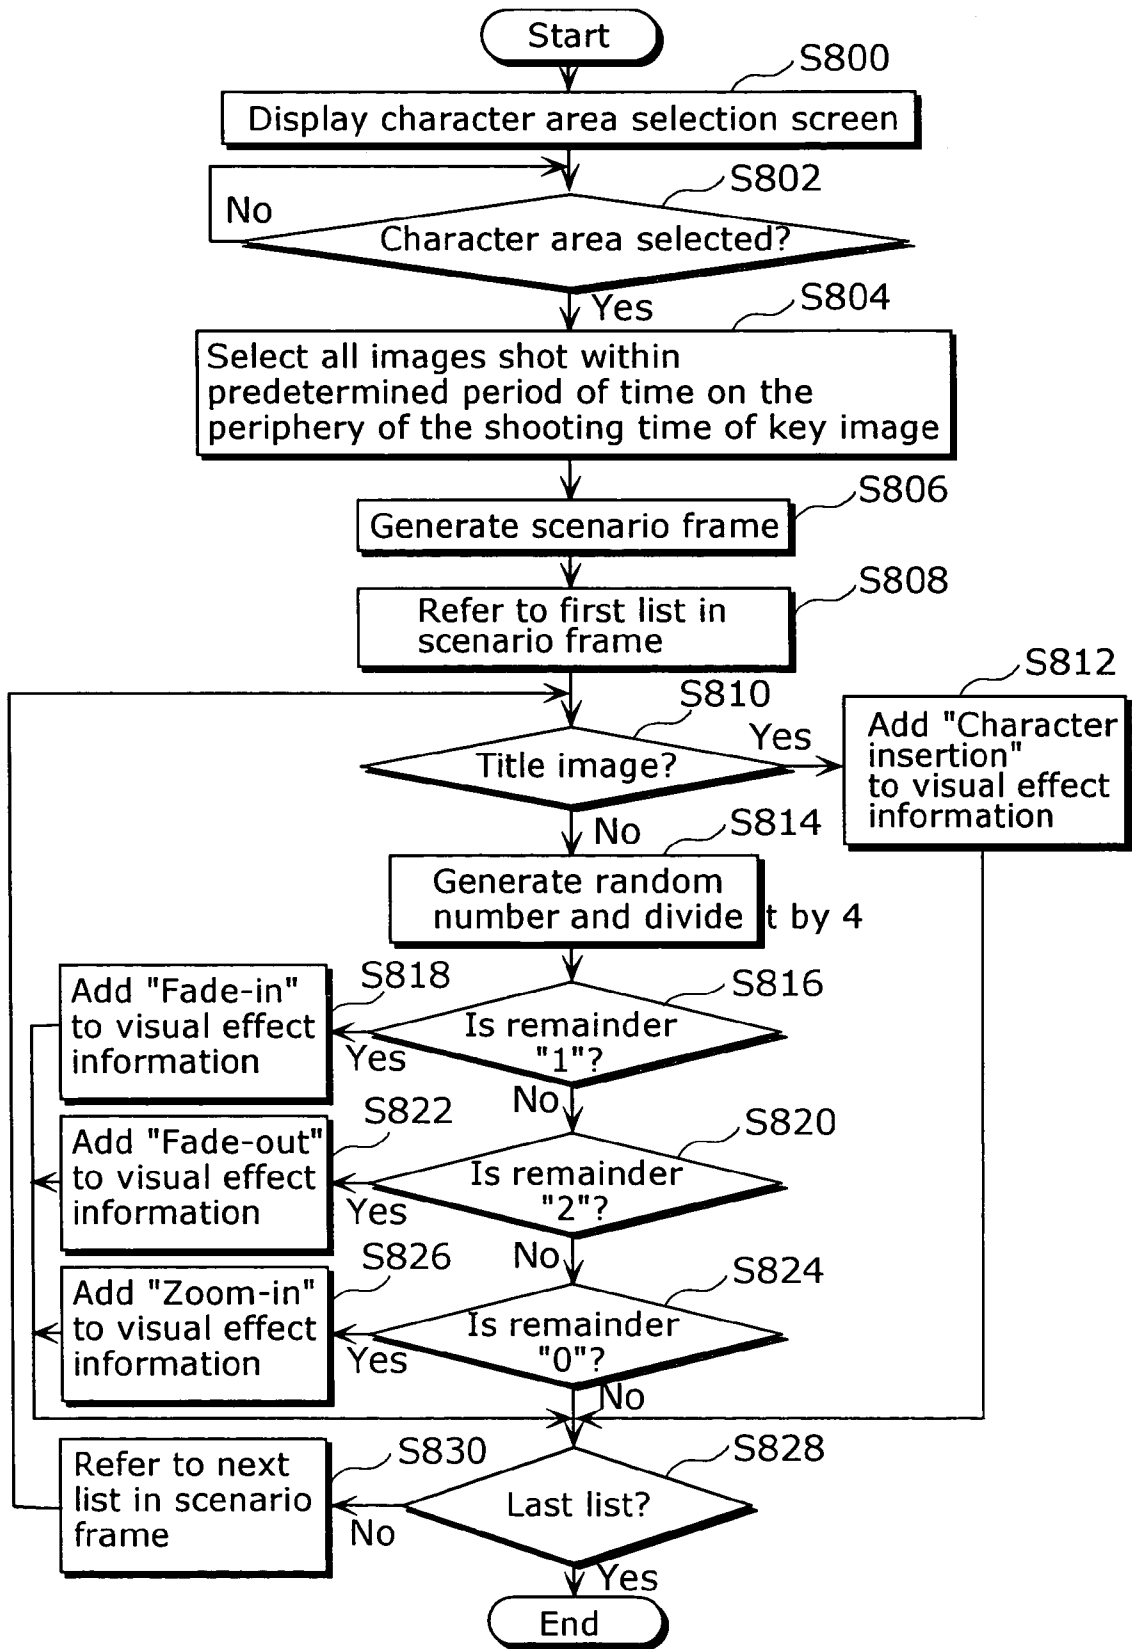 Start
S800
Display character area selection screen
S802
No
Character area selected?
Yes
S804
Select all images shot within
predetermined period of time on the
periphery of the shooting time of key image
S806
Generate scenario frame
S808
Refer to first list in
scenario frame
S810
Title image?
Yes
S812
Add "Character
insertion"
to visual effect
information
No
S814
Generate random
number and divide t by 4
S816
Is remainder
"1"?
Yes
S818
Add "Fade-in"
to visual effect
information
No
S820
Is remainder
"2"?
Yes
S822
Add "Fade-out"
to visual effect
information
No
S824
Is remainder
"0"?
Yes
S826
Add "Zoom-in"
to visual effect
information
No
S828
Last list?
No
S830
Refer to next
list in scenario
frame
Yes
End